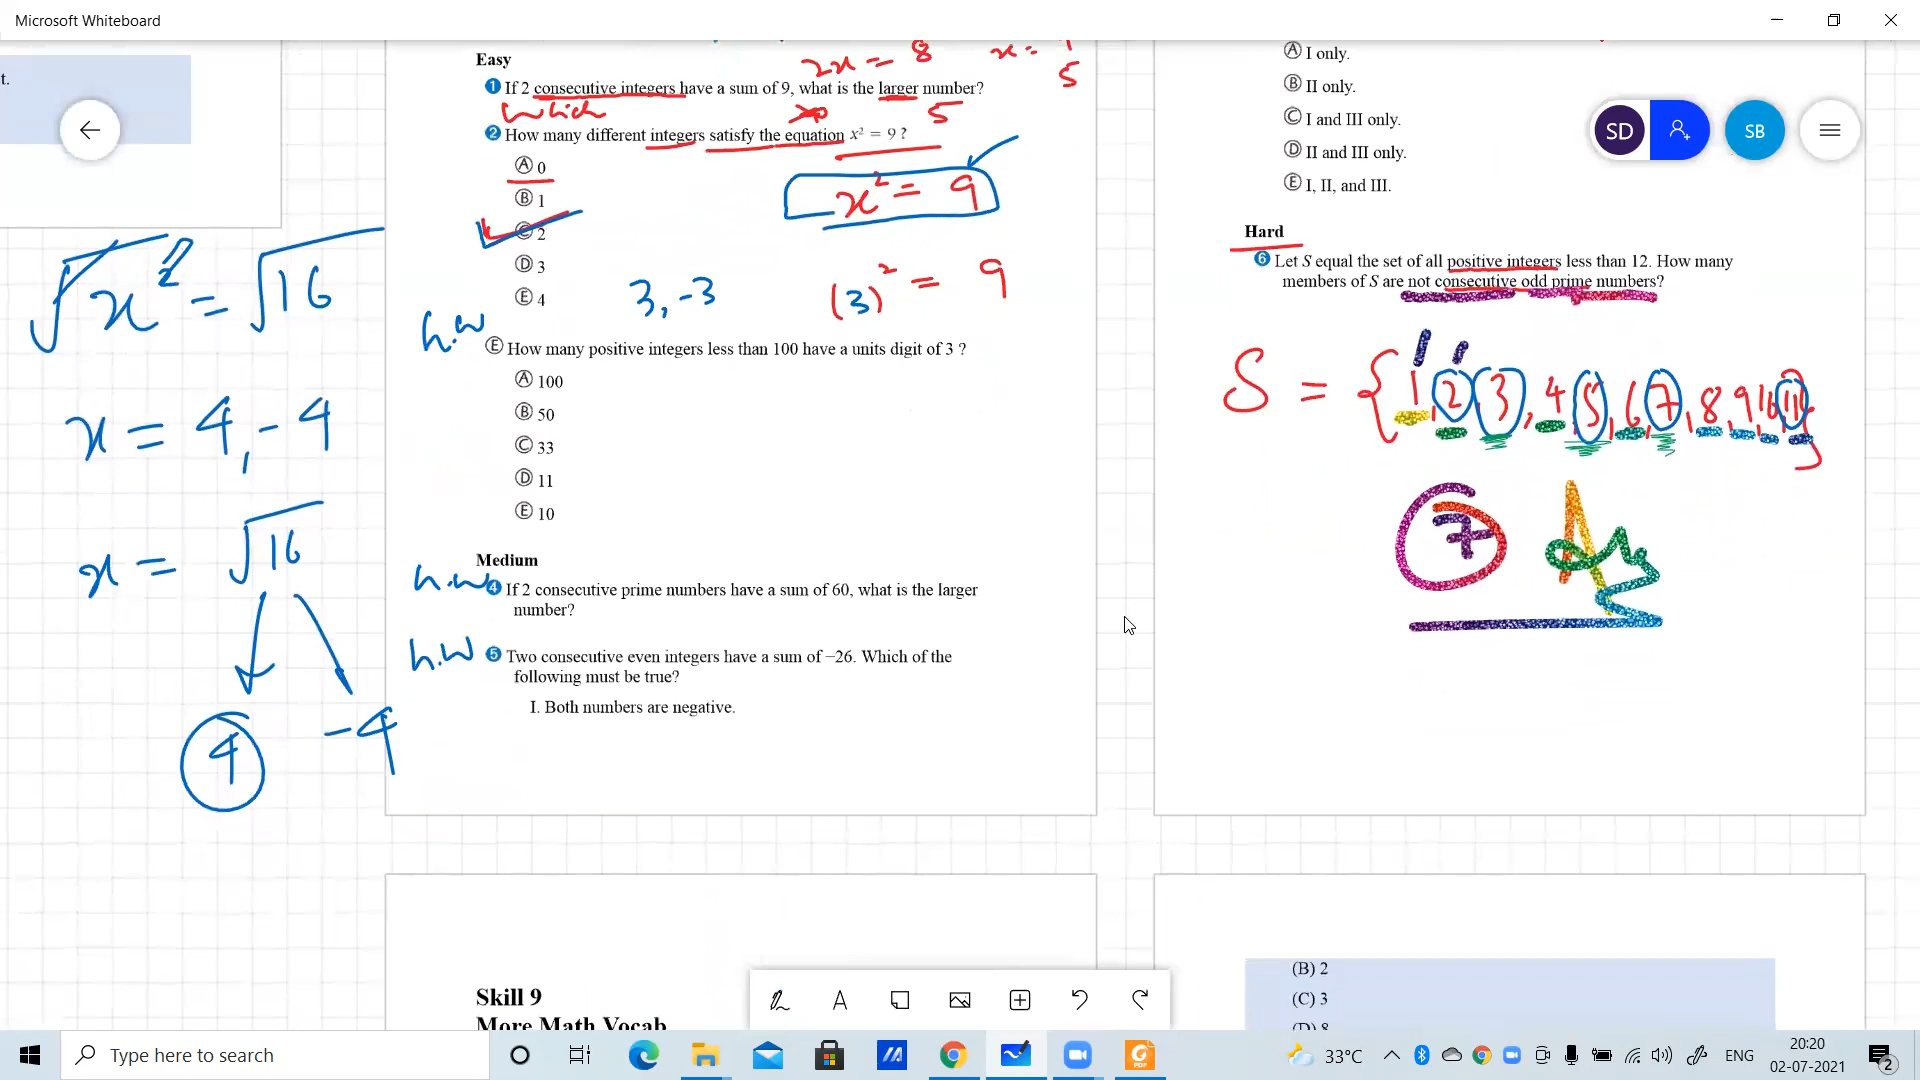 Microsoft Whiteboard
t.
√x² = √16
x = 4, -4
x = √16
4 -4
Easy
2x = 8
x =
5
1 If 2 consecutive integers have a sum of 9, what is the larger number?
which
5
2 How many different integers satisfy the equation x² = 9 ?
A 0
B 1
C 2
D 3
E 4
x² = 9
3, -3
(3)² = 9
h.w
E How many positive integers less than 100 have a units digit of 3 ?
A 100
B 50
C 33
D 11
E 10
Medium
h.w
4 If 2 consecutive prime numbers have a sum of 60, what is the larger
number?
h.w
5 Two consecutive even integers have a sum of −26. Which of the
following must be true?
I. Both numbers are negative.
A I only.
B II only.
C I and III only.
D II and III only.
E I, II, and III.
SD
SB
Hard
6 Let S equal the set of all positive integers less than 12. How many
members of S are not consecutive odd prime numbers?
S = {1, 2, 3, 4, 5, 6, 7, 8, 9, 10, 11}
7 Ans
Skill 9
More Math Vocab
(B) 2
(C) 3
(D) 8
A
Type here to search
PDF
33°C
ENG
20:20
02-07-2021
2